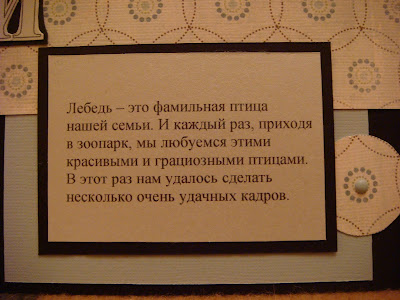 И
Лебедь – это фамильная птица
нашей семьи. И каждый раз, приходя
в зоопарк, мы любуемся этими
красивыми и грациозными птицами.
В этот раз нам удалось сделать
несколько очень удачных кадров.